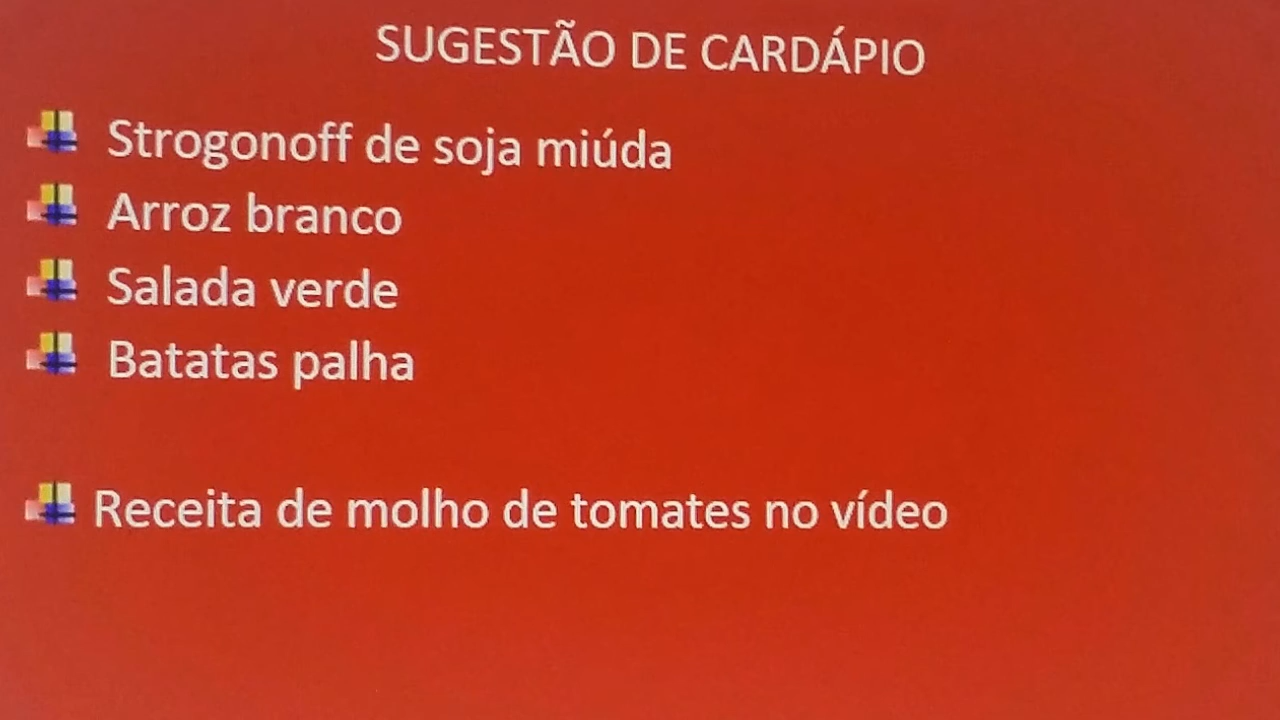 SUGESTÃO DE CARDÁPIO
Strogonoff de soja miúda
Arroz branco
Salada verde
Batatas palha
Receita de molho de tomates no vídeo